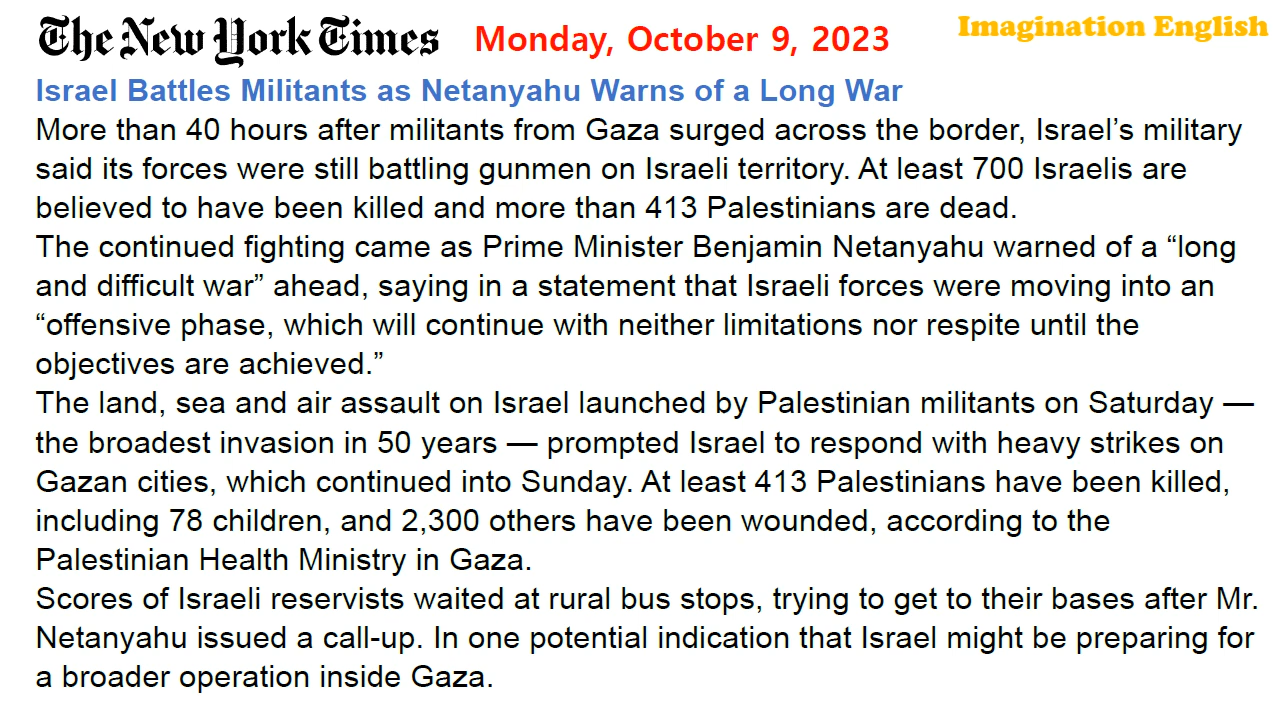 The New York Times Monday, October 9, 2023 Imagination English
Israel Battles Militants as Netanyahu Warns of a Long War
More than 40 hours after militants from Gaza surged across the border, Israel’s military
said its forces were still battling gunmen on Israeli territory. At least 700 Israelis are
believed to have been killed and more than 413 Palestinians are dead.
The continued fighting came as Prime Minister Benjamin Netanyahu warned of a “long
and difficult war” ahead, saying in a statement that Israeli forces were moving into an
“offensive phase, which will continue with neither limitations nor respite until the
objectives are achieved.”
The land, sea and air assault on Israel launched by Palestinian militants on Saturday —
the broadest invasion in 50 years — prompted Israel to respond with heavy strikes on
Gazan cities, which continued into Sunday. At least 413 Palestinians have been killed,
including 78 children, and 2,300 others have been wounded, according to the
Palestinian Health Ministry in Gaza.
Scores of Israeli reservists waited at rural bus stops, trying to get to their bases after Mr.
Netanyahu issued a call-up. In one potential indication that Israel might be preparing for
a broader operation inside Gaza.